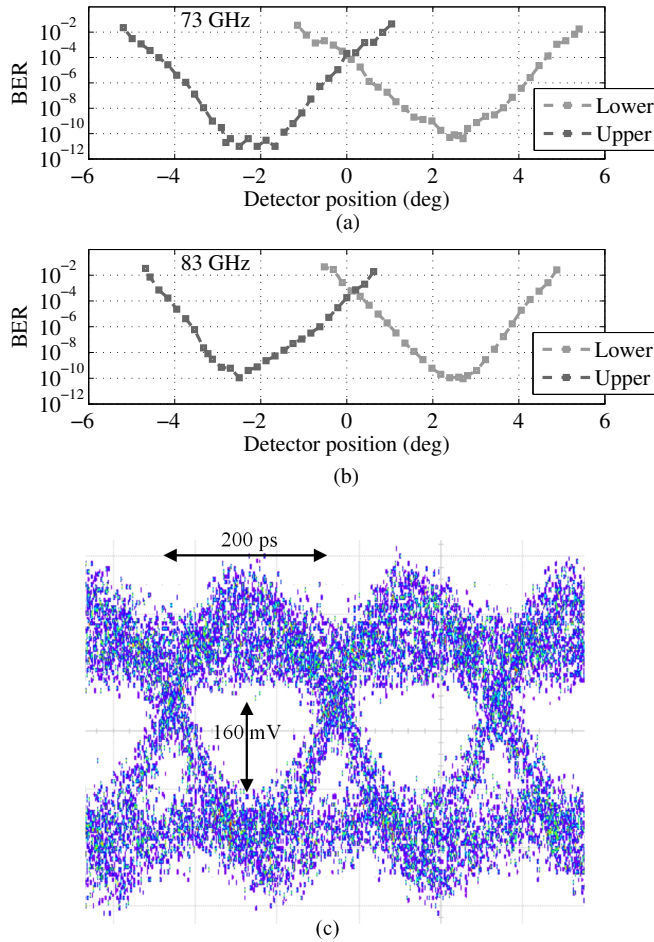 73 GHz
BER
10−2
10−4
10−6
10−8
10−10
10−12
Lower
Upper
−6 −4 −2 0 2 4 6
Detector position (deg)
(a)
83 GHz
BER
10−2
10−4
10−6
10−8
10−10
10−12
Lower
Upper
−6 −4 −2 0 2 4 6
Detector position (deg)
(b)
200 ps
160 mV
(c)